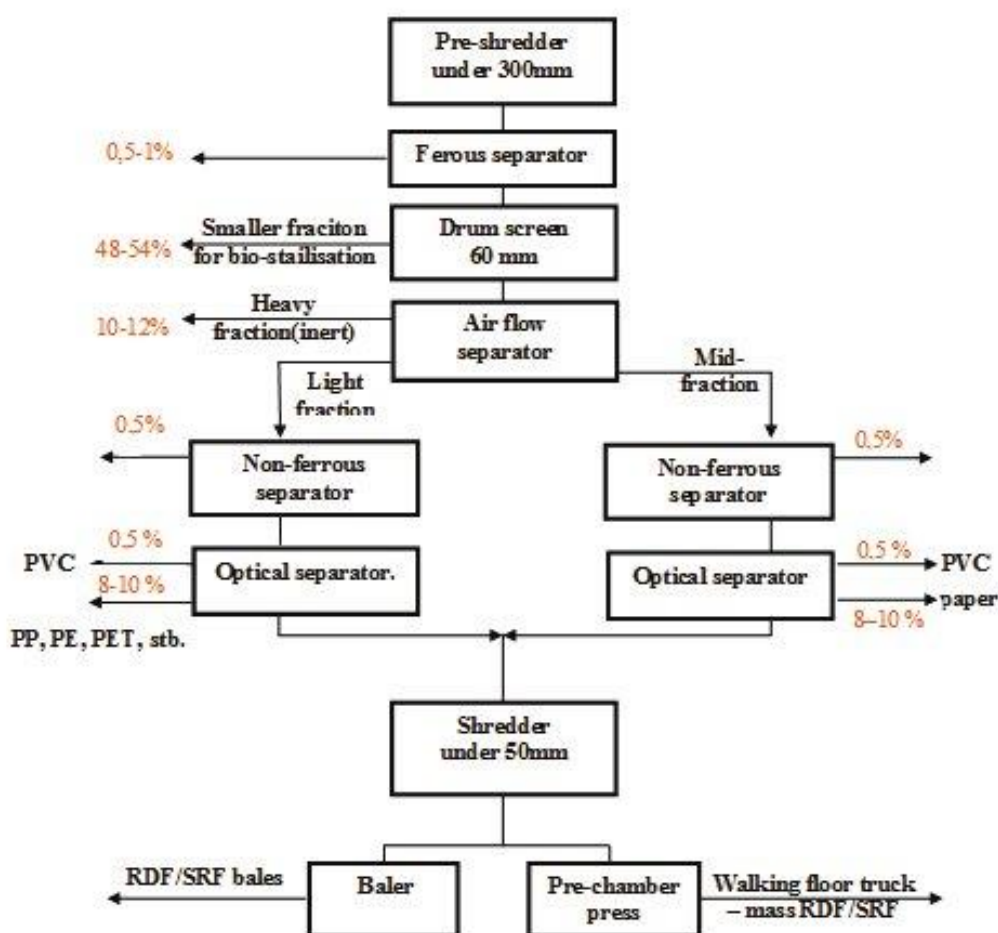 Pre-shredder
under 300mm
0,5-1%
Ferous separator
Smaller fraciton
for bio-stailisation
48-54%
Drum screen
60 mm
Heavy
fraction(inert)
10-12%
Air flow
separator
Light
fraction
Mid-
fraction
0.5%
Non-ferrous
separator
0.5%
Non-ferrous
separator
0.5 %
PVC
8-10 %
PP, PE, PET, stb.
Optical separator.
Optical separator
0.5 %
PVC
paper
8–10 %
Shredder
under 50mm
RDF/SRF bales
Baler
Pre-chamber
press
Walking floor truck
– mass RDF/SRF